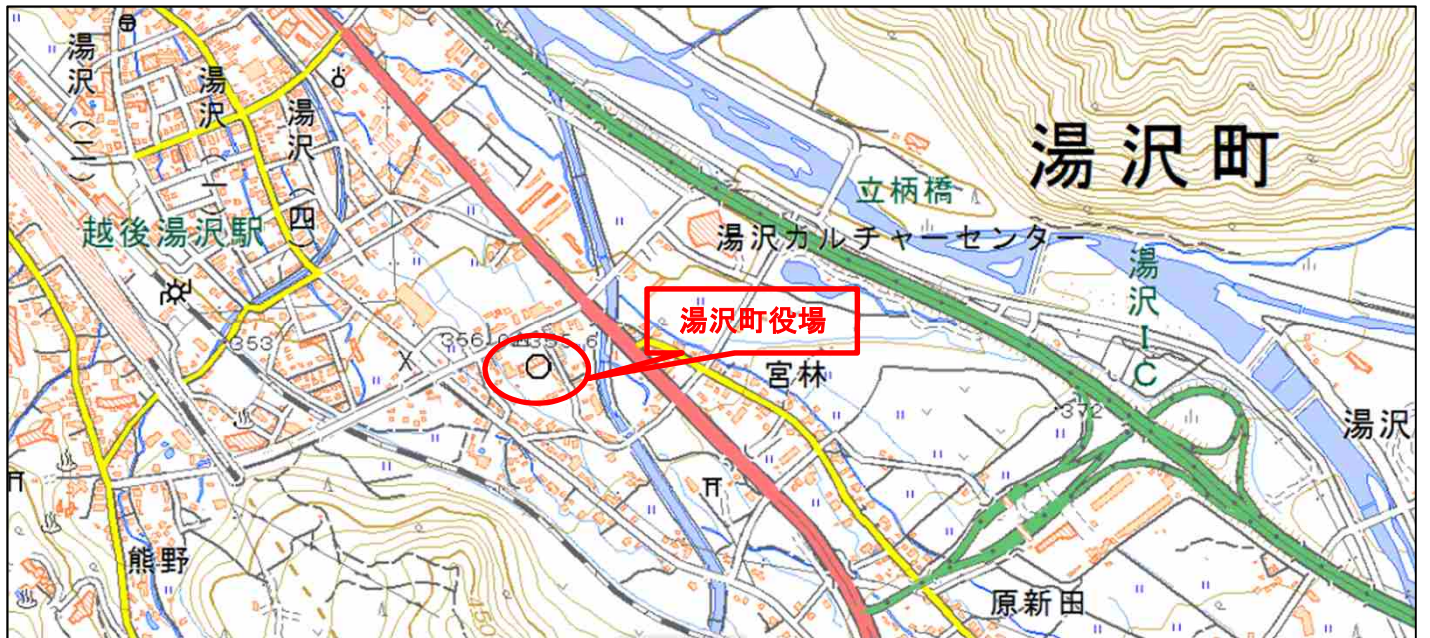 湯沢(二)
湯沢(一)
湯沢(四)
越後湯沢駅
湯沢町
立柄橋
湯沢カルチャーセンター
湯沢IC
湯沢町役場
宮林
353
356
372
湯沢
熊野
原新田
450